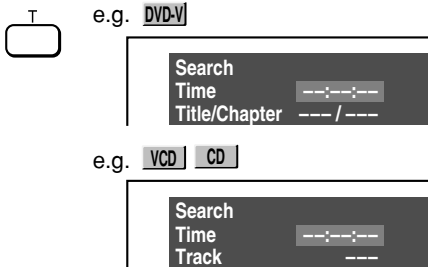 T
e.g. DVD-V
Search
Time --:--:--
Title/Chapter --- / ---
e.g. VCD CD
Search
Time --:--:--
Track ---